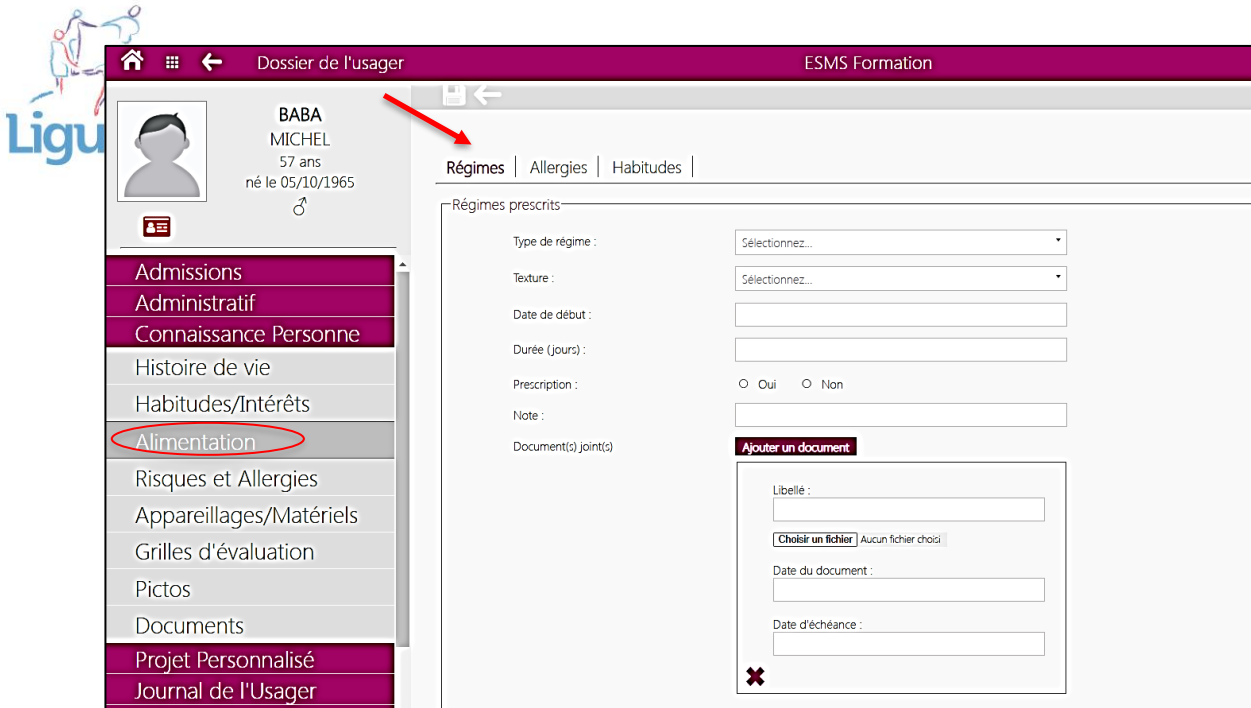 Dossier de l'usager
ESMS Formation
Ligu
BABA
MICHEL
57 ans
né le 05/10/1965
Admissions
Administratif
Connaissance Personne
Histoire de vie
Habitudes/Intérêts
Alimentation
Risques et Allergies
Appareillages/Matériels
Grilles d'évaluation
Pictos
Documents
Projet Personnalisé
Journal de l'Usager
Régimes | Allergies | Habitudes |
Régimes prescrits
Type de régime : Sélectionnez...
Texture : Sélectionnez...
Date de début :
Durée (jours) :
Prescription : Oui Non
Note :
Document(s) joint(s) Ajouter un document
Libellé :
Choisir un fichier Aucun fichier choisi
Date du document :
Date d'échéance :